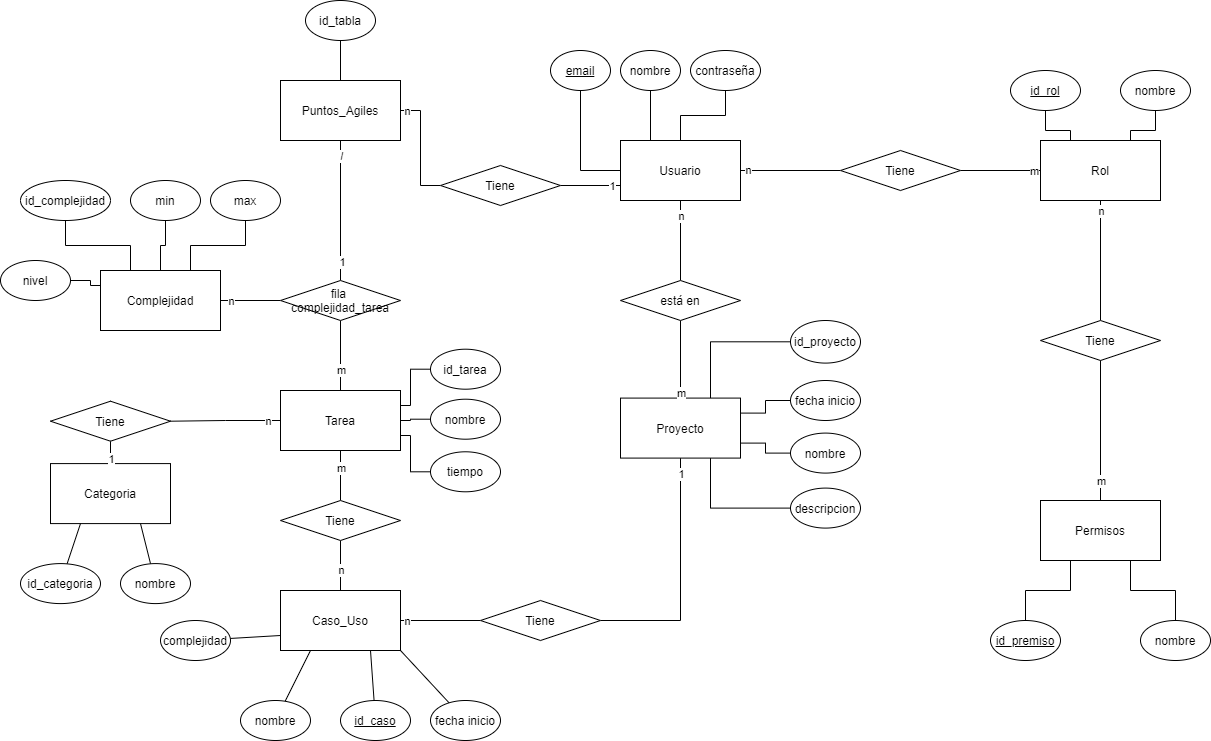 id_tabla
email
nombre
contraseña
id_rol
nombre
Puntos_Agiles
n
/
Tiene
1
Usuario
n
Tiene
m
Rol
id_complejidad
min
max
n
n
nivel
Complejidad
n
1
fila
complejidad_tarea
está en
m
id_proyecto
Tiene
id_tarea
m
fecha inicio
Tiene
n
Tarea
nombre
Proyecto
nombre
1
m
tiempo
1
descripcion
m
Categoria
Tiene
Permisos
id_categoria
nombre
n
Caso_Uso
n
Tiene
complejidad
id_premiso
nombre
nombre
id_caso
fecha inicio